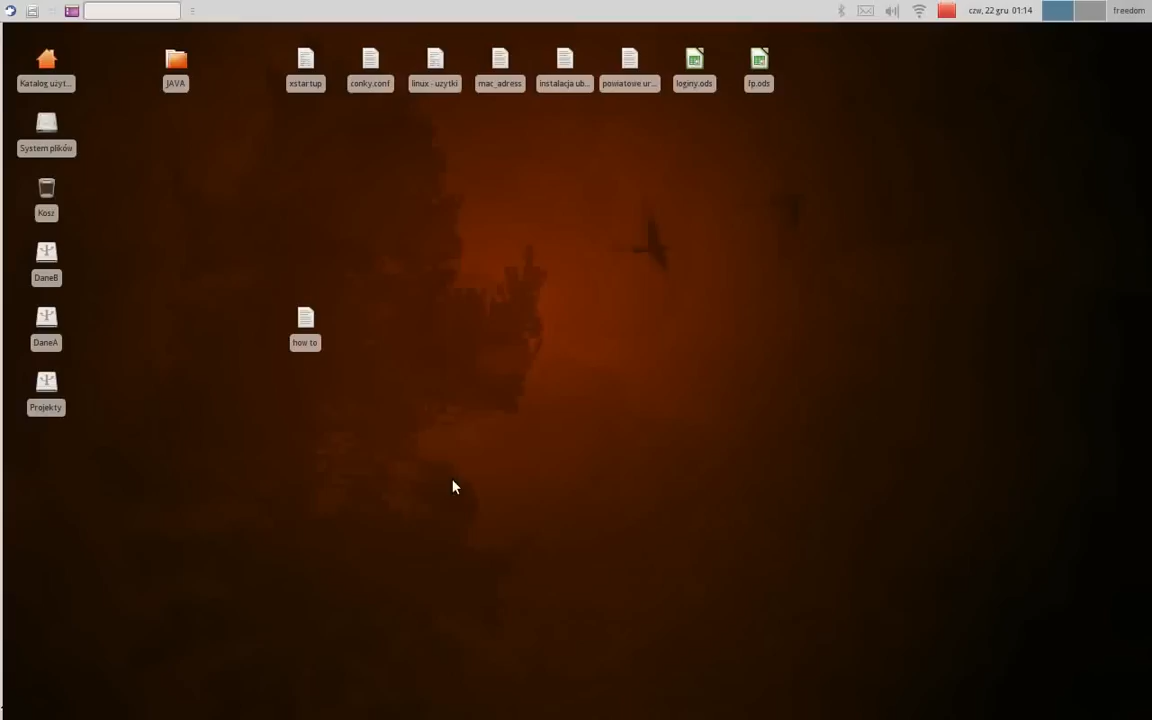 czw, 22 gru 01:14
freedom
Katalog użyt...
JAVA
xstartup
conky.conf
linux - uzytki
mac_adress
instalacja ub...
powiatowe ur...
loginy.ods
fp.ods
System plików
Kosz
DaneB
DaneA
how to
Projekty